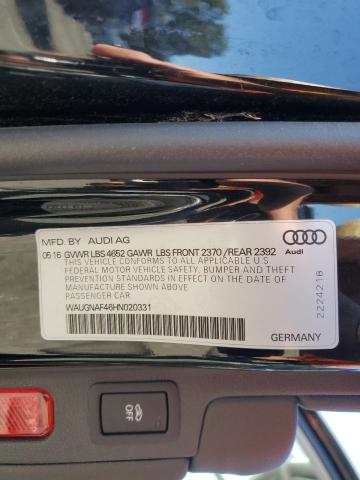 MFD. BY AUDI AG
05 16 GVWR LBS 4652 GAWR LBS FRONT 2370 / REAR 2392
THIS VEHICLE CONFORMS TO ALL APPLICABLE U S
FEDERAL MOTOR VEHICLE SAFETY, BUMPER AND THEFT
PREVENTION STANDARDS IN EFFECT ON THE DATE OF
MANUFACTURE SHOWN ABOVE
PASSENGER CAR
WAUGNAF46HN020331
Audi
2224218
GERMANY
OFF